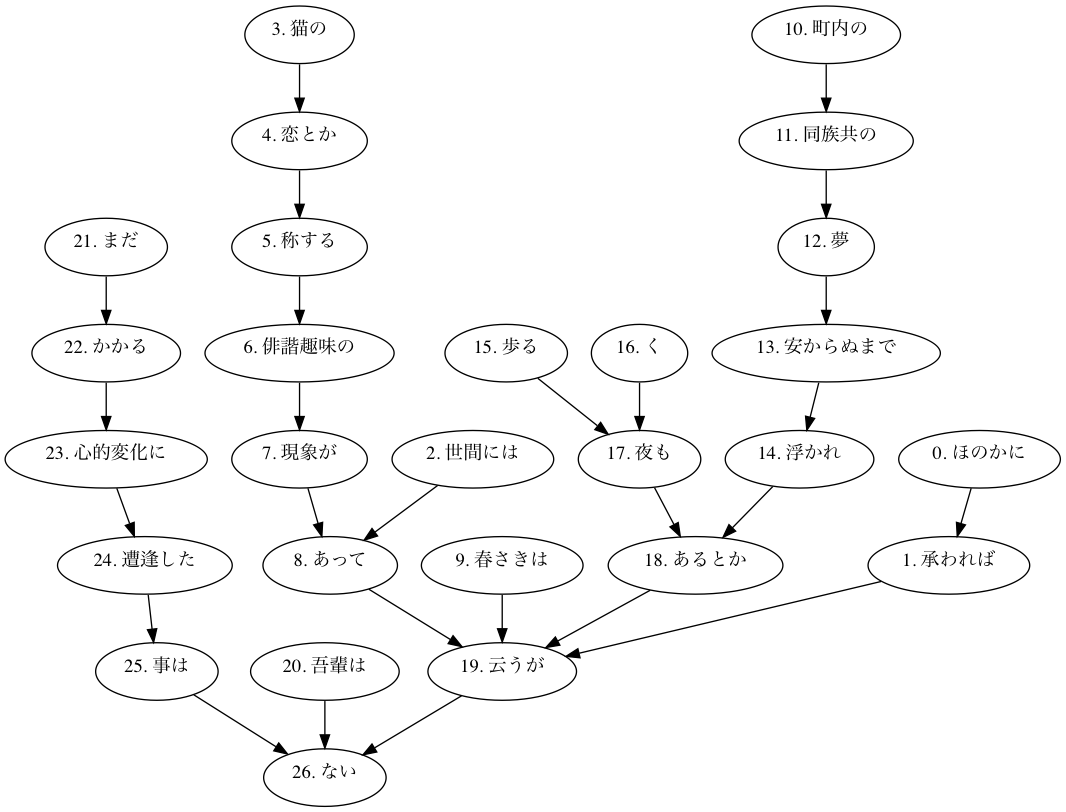 3. 猫の
10. 町内の
4. 恋とか
11. 同族共の
21. まだ
5. 称する
12. 夢
22. かかる
6. 俳諧趣味の
15. 歩る
16. く
13. 安からぬまで
23. 心的変化に
7. 現象が
2. 世間には
17. 夜も
14. 浮かれ
0. ほのかに
24. 遭逢した
8. あって
9. 春さきは
18. あるとか
1. 承われば
25. 事は
20. 吾輩は
19. 云うが
26. ない